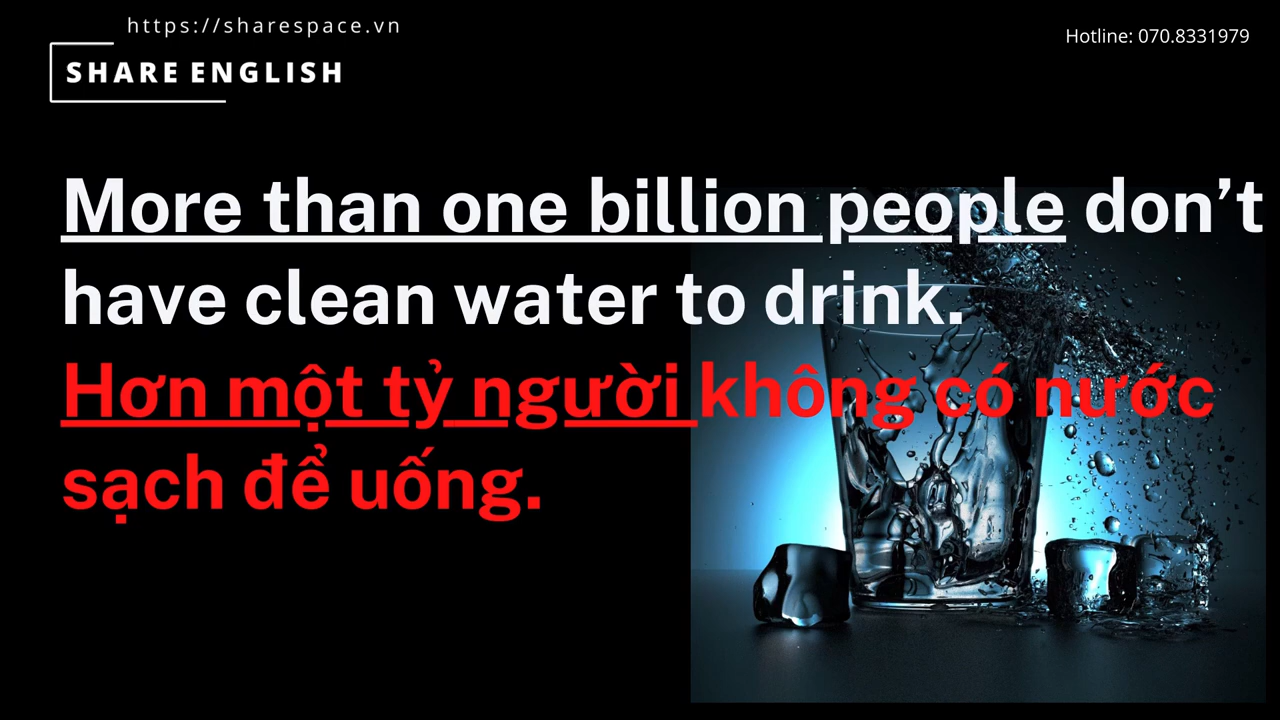 https://sharespace.vn
Hotline: 070.8331979
SHARE ENGLISH
More than one billion people don’t
have clean water to drink.
Hơn một tỷ người không có nước
sạch để uống.